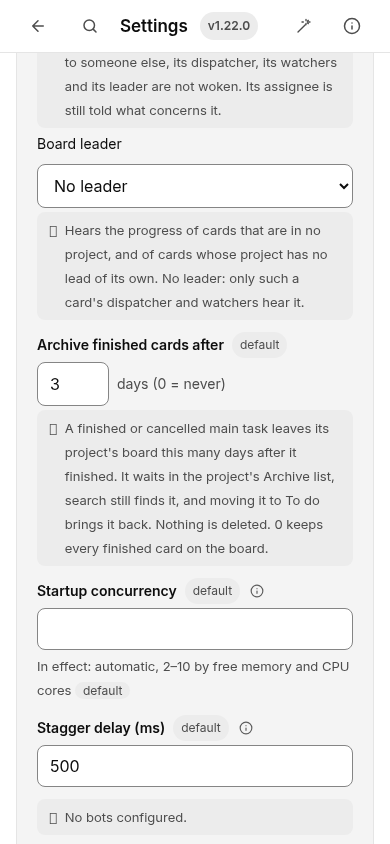 Settings v1.22.0
to someone else, its dispatcher, its watchers
and its leader are not woken. Its assignee is
still told what concerns it.
Board leader
No leader
Hears the progress of cards that are in no
project, and of cards whose project has no
lead of its own. No leader: only such a
card's dispatcher and watchers hear it.
Archive finished cards after default
3 days (0 = never)
A finished or cancelled main task leaves its
project's board this many days after it
finished. It waits in the project's Archive list,
search still finds it, and moving it to To do
brings it back. Nothing is deleted. 0 keeps
every finished card on the board.
Startup concurrency default
In effect: automatic, 2–10 by free memory and CPU
cores default
Stagger delay (ms) default
500
No bots configured.